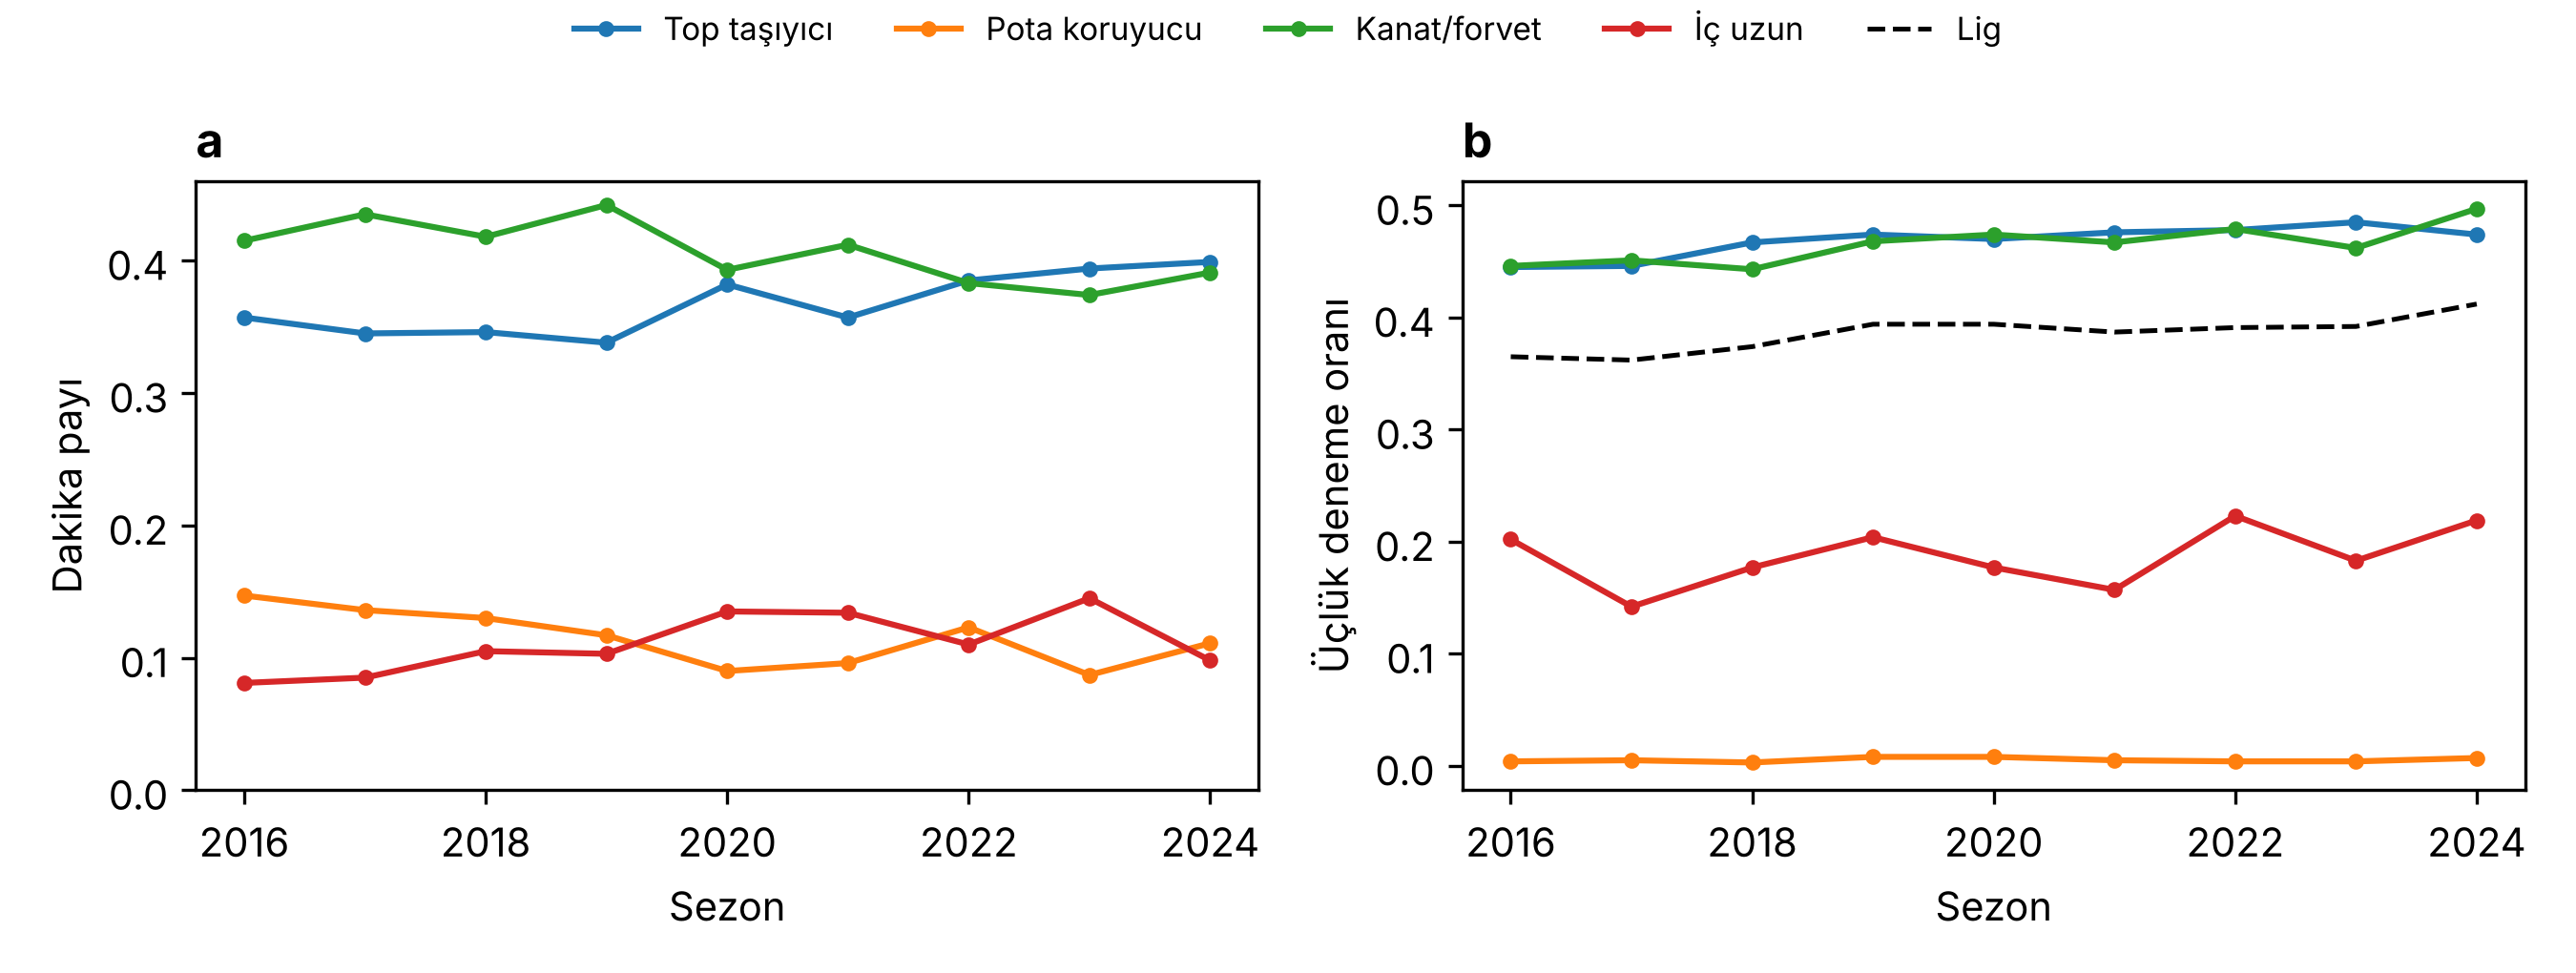 Top taşıyıcı Pota koruyucu Kanat/forvet İç uzun Lig
a
Dakika payı
0.4
0.3
0.2
0.1
0.0
2016 2018 2020 2022 2024
Sezon
b
Üçlük deneme oranı
0.5
0.4
0.3
0.2
0.1
0.0
2016 2018 2020 2022 2024
Sezon